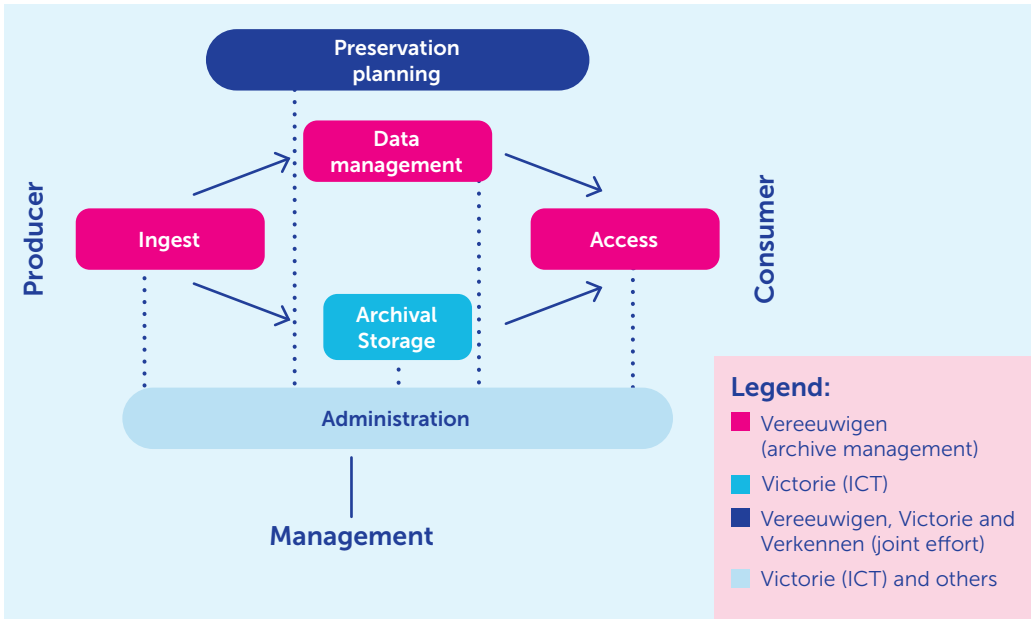 Preservation
planning
Data
management
Producer
Ingest
Access
Consumer
Archival
Storage
Administration
Management
Legend:
Vereeuwigen
(archive management)
Victorie (ICT)
Vereeuwigen, Victorie and
Verkennen (joint effort)
Victorie (ICT) and others